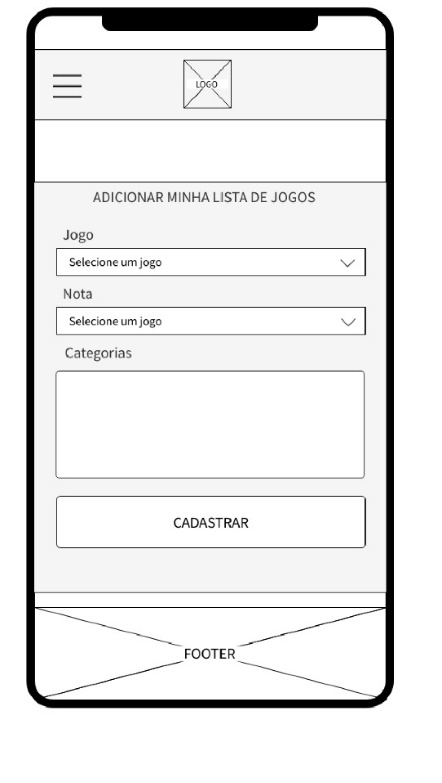 LOGO
ADICIONAR MINHA LISTA DE JOGOS
Jogo
Selecione um jogo
Nota
Selecione um jogo
Categorias
CADASTRAR
FOOTER